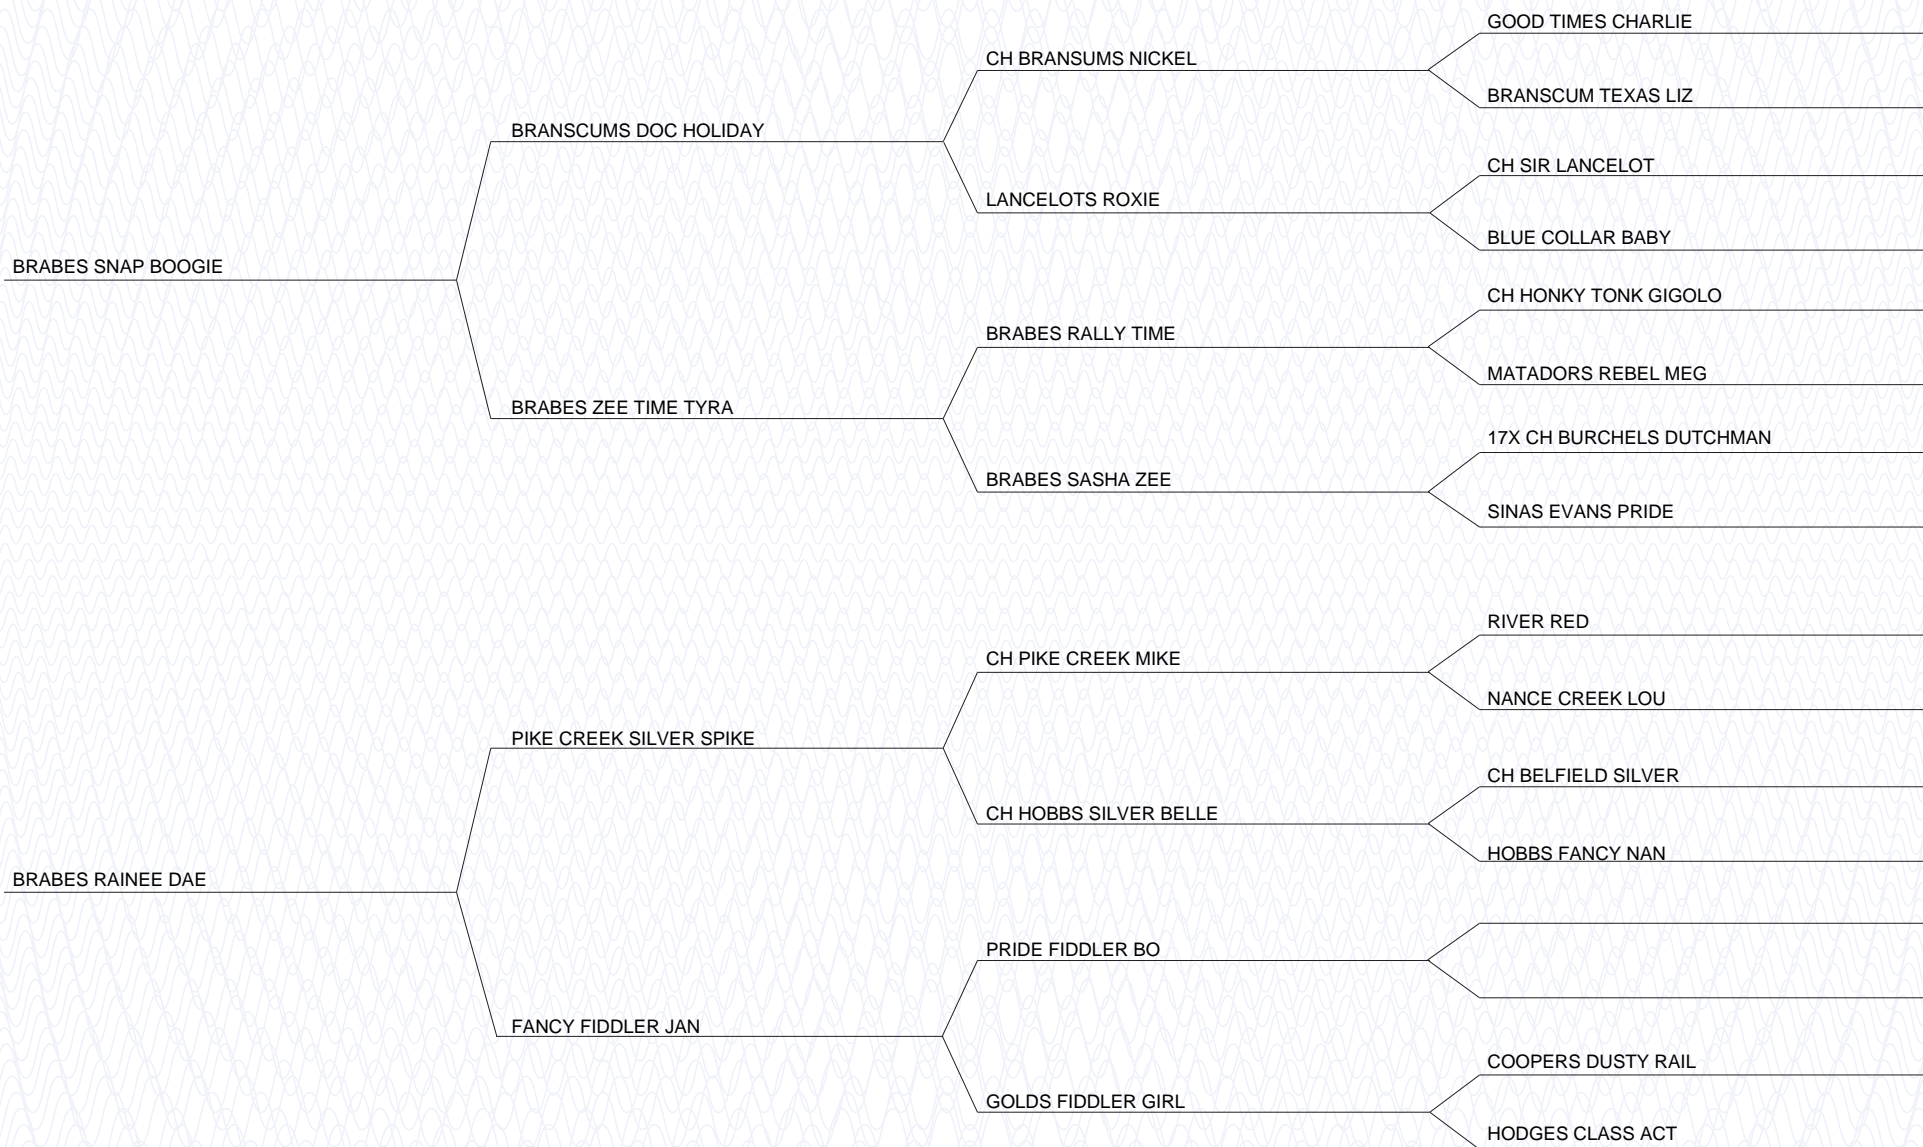 GOOD TIMES CHARLIE
CH BRANSUMS NICKEL
BRANSCUM TEXAS LIZ
BRANSCUMS DOC HOLIDAY
CH SIR LANCELOT
LANCELOTS ROXIE
BLUE COLLAR BABY
BRABES SNAP BOOGIE
CH HONKY TONK GIGOLO
BRABES RALLY TIME
MATADORS REBEL MEG
BRABES ZEE TIME TYRA
17X CH BURCHELS DUTCHMAN
BRABES SASHA ZEE
SINAS EVANS PRIDE
RIVER RED
CH PIKE CREEK MIKE
NANCE CREEK LOU
PIKE CREEK SILVER SPIKE
CH BELFIELD SILVER
CH HOBBS SILVER BELLE
HOBBS FANCY NAN
BRABES RAINEE DAE
PRIDE FIDDLER BO
FANCY FIDDLER JAN
COOPERS DUSTY RAIL
GOLDS FIDDLER GIRL
HODGES CLASS ACT